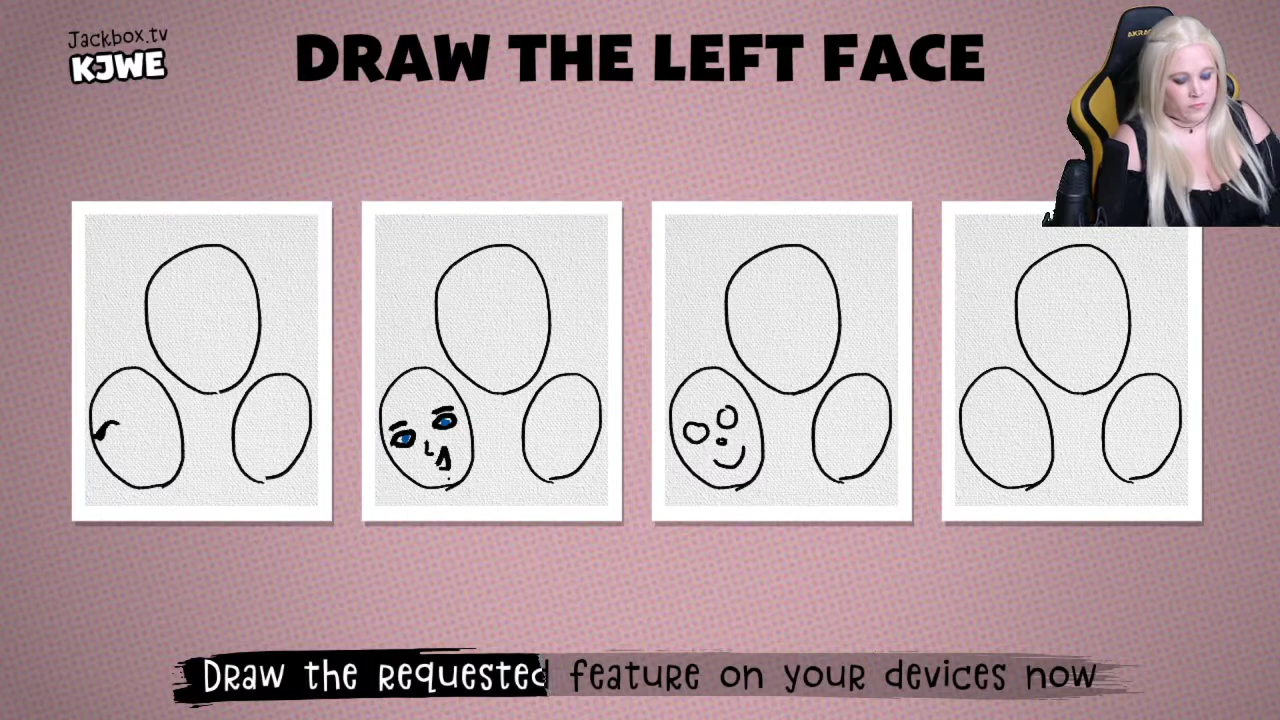 Jackbox.tv
KJWE
DRAW THE LEFT FACE
Draw the requested feature on your devices now